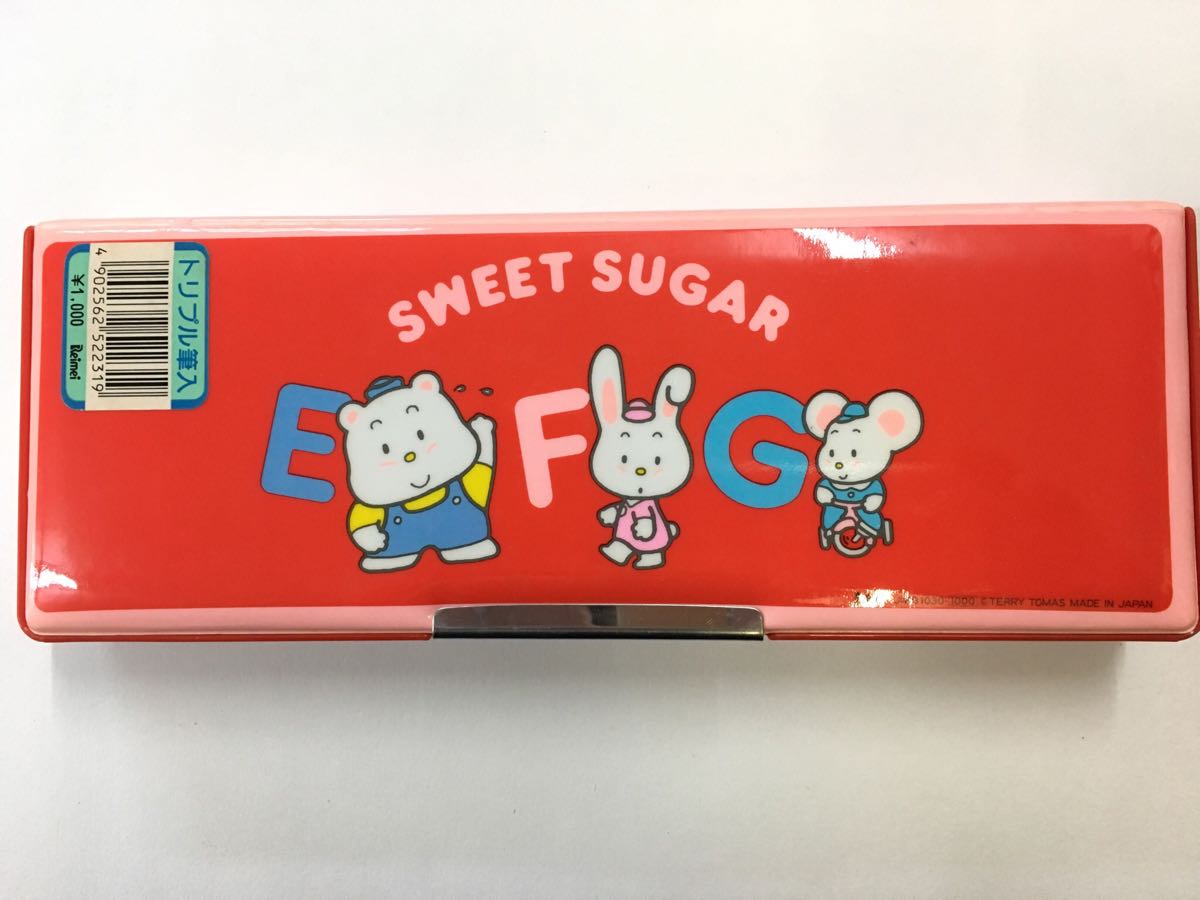 トリプル筆入
4 902562 522319
¥1.000 Reimei
SWEET SUGAR
E F G
© TERRY TOMAS MADE IN JAPAN